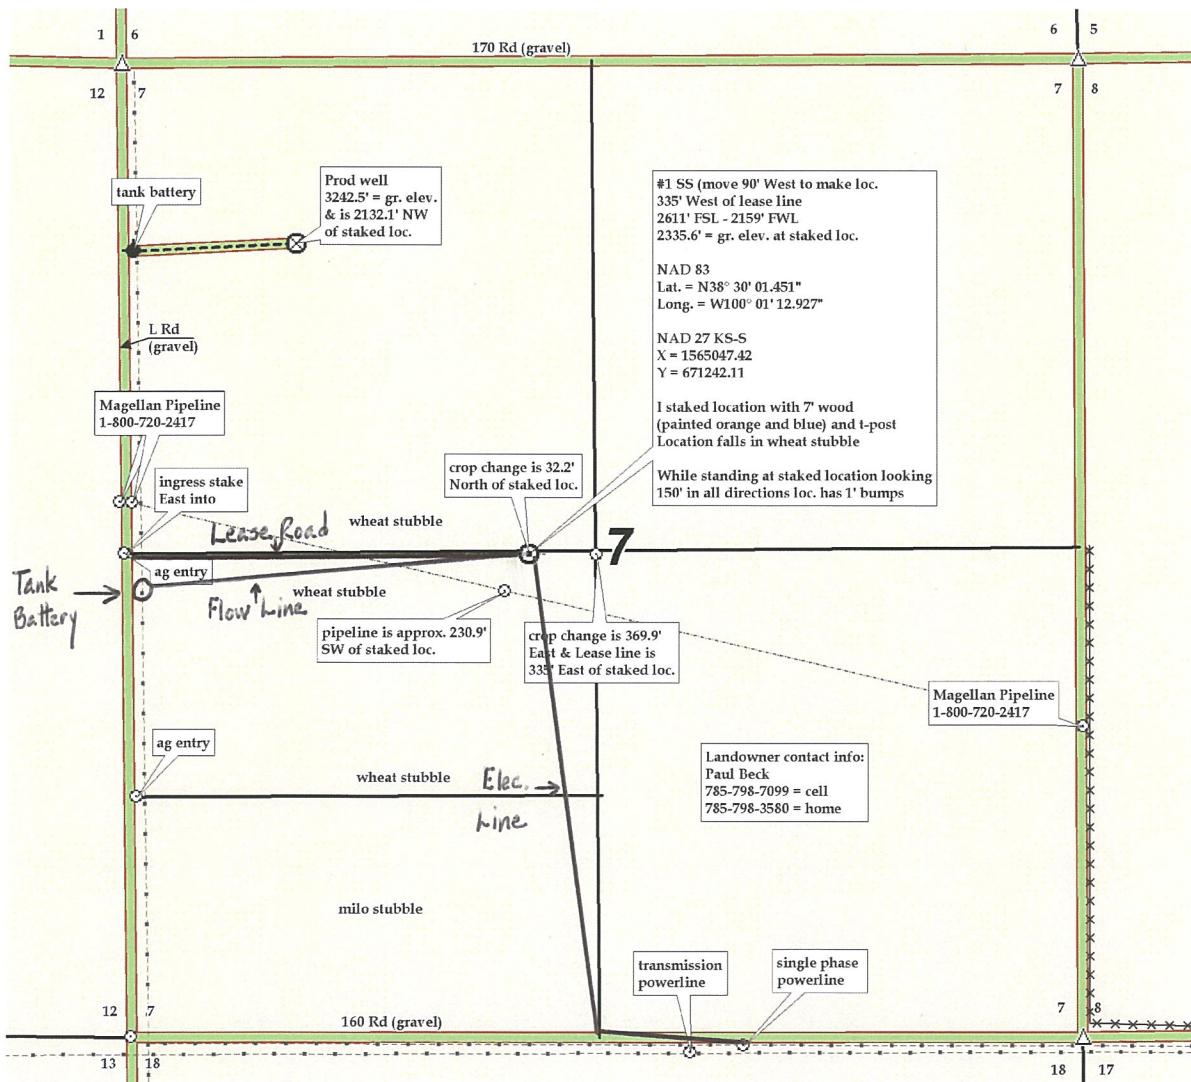 1 6
6 5
170 Rd (gravel)
12 7
7 8
tank battery
Prod well
3242.5' = gr. elev.
& is 2132.1' NW
of staked loc.
#1 SS (move 90' West to make loc.
335' West of lease line
2611' FSL - 2159' FWL
2335.6' = gr. elev. at staked loc.
NAD 83
Lat. = N38° 30' 01.451"
Long. = W100° 01' 12.927"
NAD 27 KS-S
X = 1565047.42
Y = 671242.11
I staked location with 7' wood
(painted orange and blue) and t-post
Location falls in wheat stubble
While standing at staked location looking
150' in all directions loc. has 1' bumps
L Rd
(gravel)
Magellan Pipeline
1-800-720-2417
ingress stake
East into
crop change is 32.2'
North of staked loc.
wheat stubble
Lease Road
7
ag entry
Tank
Battery
Flow Line
wheat stubble
pipeline is approx. 230.9'
SW of staked loc.
crop change is 369.9'
East & Lease line is
335' East of staked loc.
Magellan Pipeline
1-800-720-2417
ag entry
wheat stubble
Elec.
Line
Landowner contact info:
Paul Beck
785-798-7099 = cell
785-798-3580 = home
milo stubble
transmission
powerline
single phase
powerline
12 7
160 Rd (gravel)
7 8
13 18
18 17